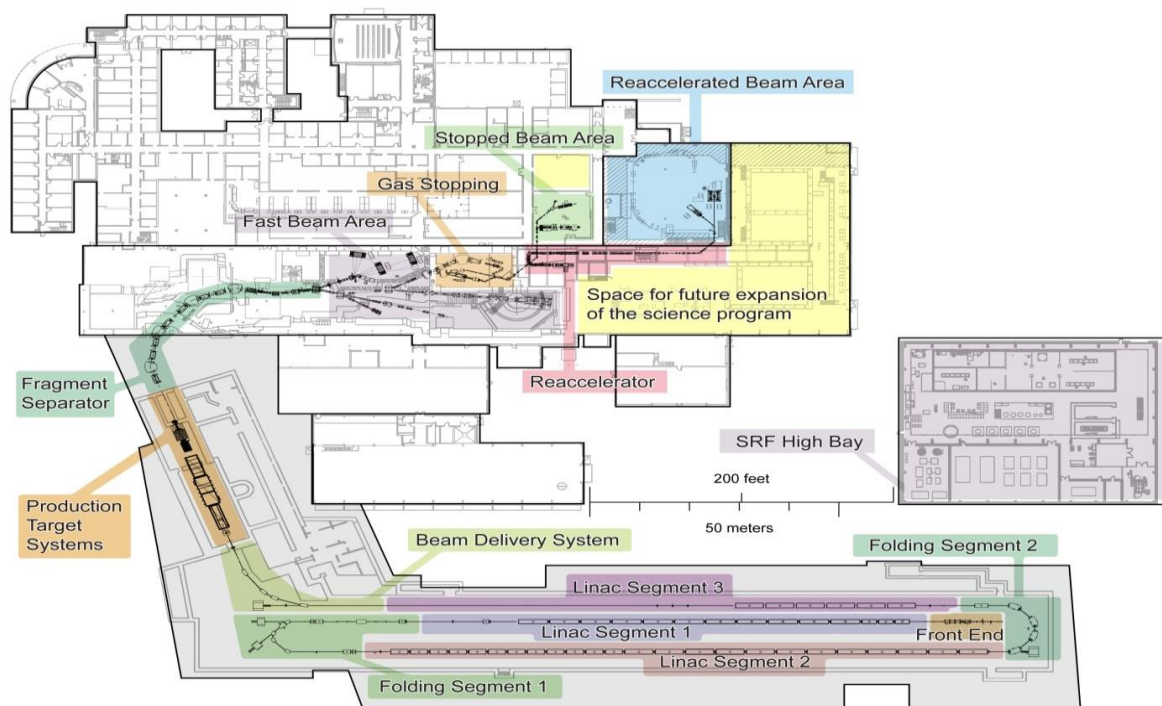 Reaccelerated Beam Area
Stopped Beam Area
Gas Stopping
Fast Beam Area
Space for future expansion
of the science program
Reaccelerator
Fragment
Separator
SRF High Bay
200 feet
50 meters
Production
Target
Systems
Beam Delivery System
Folding Segment 2
Linac Segment 3
Linac Segment 1
Front End
Linac Segment 2
Folding Segment 1